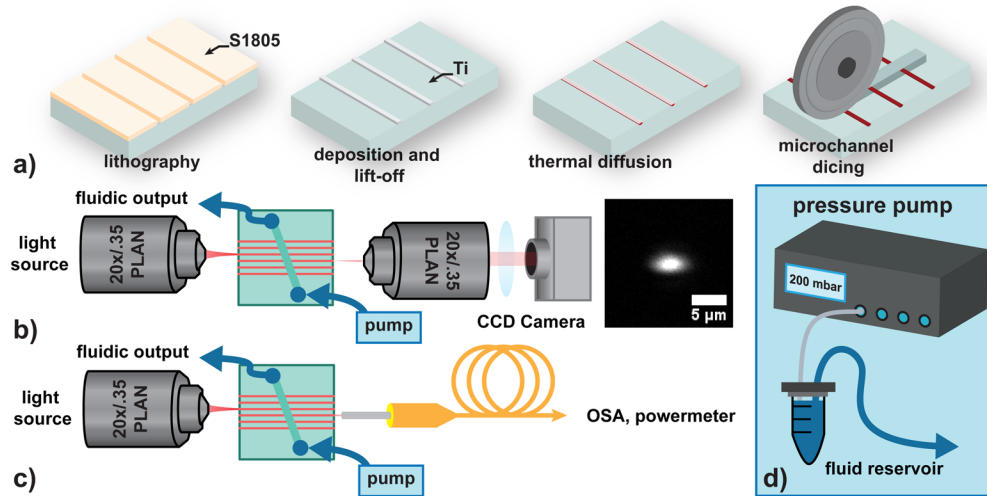 S1805
Ti
lithography
deposition and
lift-off
thermal diffusion
microchannel
dicing
a)
fluidic output
light
source
20x/.35
PLAN
20x/.35
PLAN
pump
CCD Camera
5 µm
b)
fluidic output
light
source
20x/.35
PLAN
pump
OSA, powermeter
c)
pressure pump
200 mbar
fluid reservoir
d)